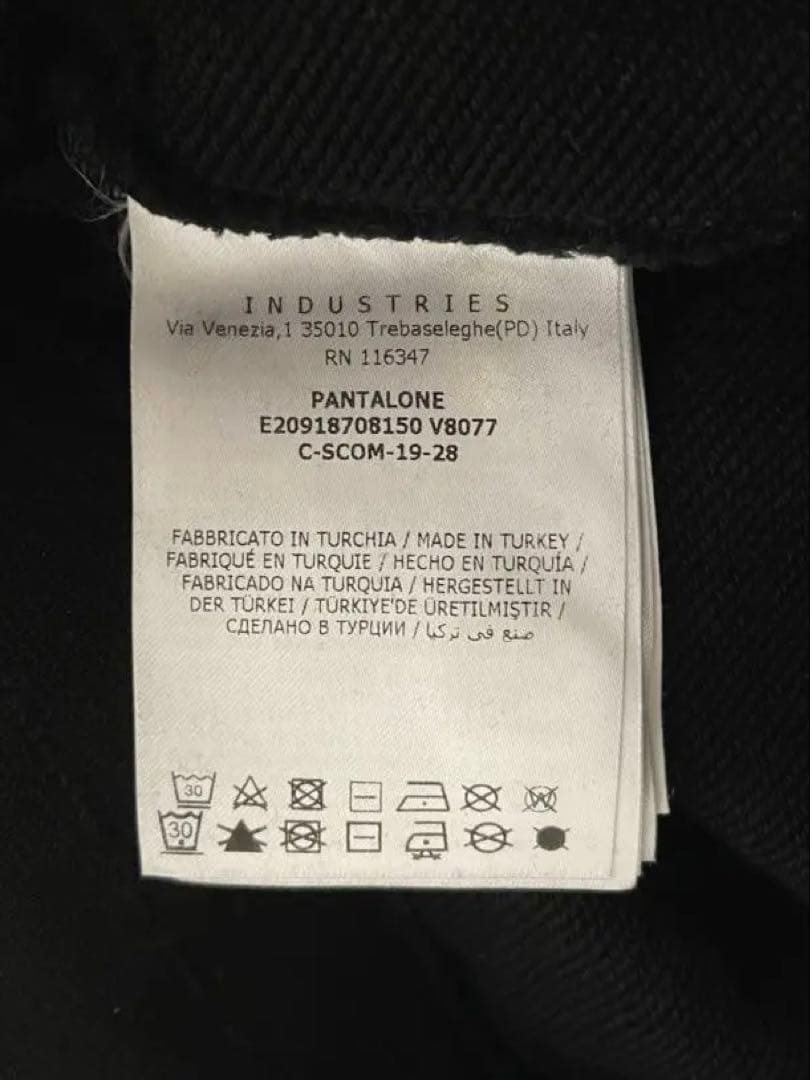 INDUSTRIES
Via Venezia,1 35010 Trebaseleghe(PD) Italy
RN 116347
PANTALONE
E20918708150 V8077
C-SCOM-19-28
FABBRICATO IN TURCHIA / MADE IN TURKEY /
FABRIQUÉ EN TURQUIE / HECHO EN TURQUÍA /
FABRICADO NA TURQUIA / HERGESTELLT IN
DER TÜRKEI / TÜRKIYE'DE ÜRETILMIŞTIR /
СДЕЛАНО В ТУРЦИИ / صنع في تركيا
30 W
30